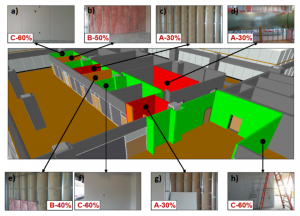 a) b) c) d)
C-60% B-50% A-30% A-30%
e) f) g) h)
B-40% C-60% A-30% C-60%